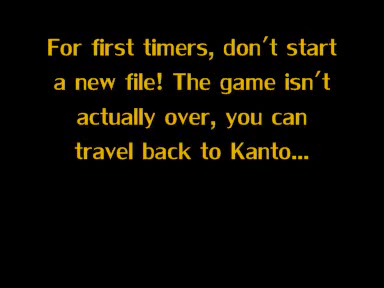 For first timers, don't start
a new file! The game isn't
actually over, you can
travel back to Kanto...